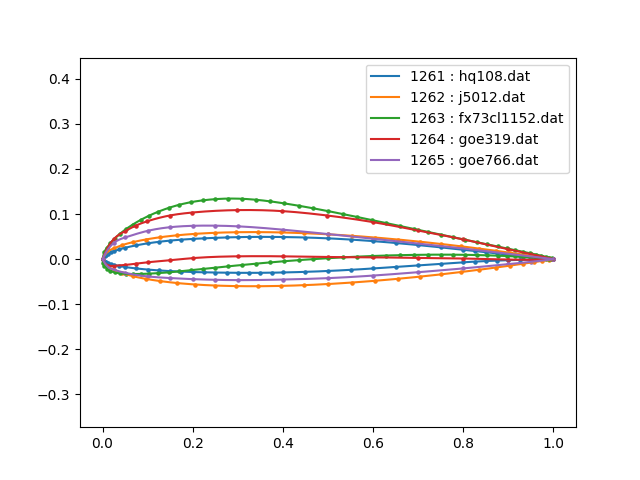 0.4
0.3
0.2
0.1
0.0
−0.1
−0.2
−0.3
0.0 0.2 0.4 0.6 0.8 1.0
1261 : hq108.dat
1262 : j5012.dat
1263 : fx73cl1152.dat
1264 : goe319.dat
1265 : goe766.dat